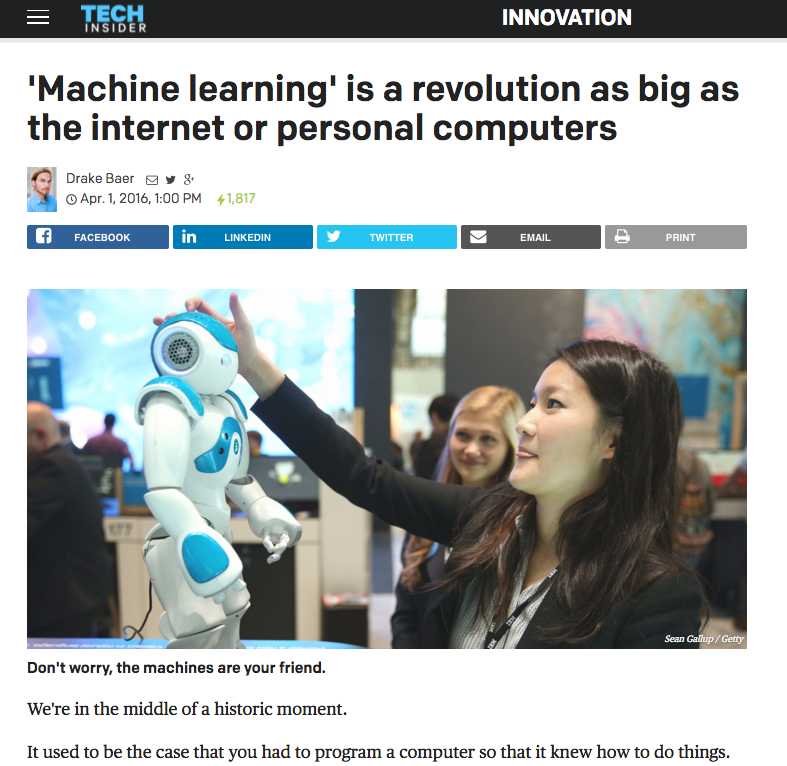 TECH
INSIDER
INNOVATION
'Machine learning' is a revolution as big as
the internet or personal computers
Drake Baer
Apr. 1, 2016, 1:00 PM 1,817
FACEBOOK
LINKEDIN
TWITTER
EMAIL
PRINT
Sean Gallup / Getty
Don't worry, the machines are your friend.
We're in the middle of a historic moment.
It used to be the case that you had to program a computer so that it knew how to do things.